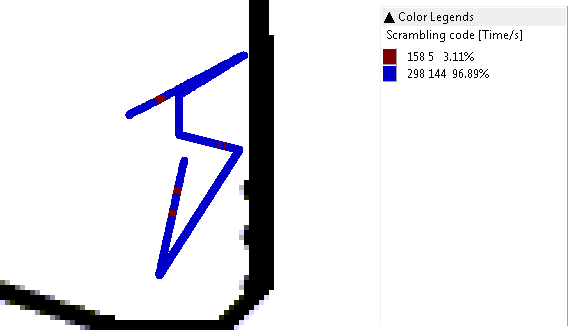 ▲ Color Legends
Scrambling code [Time/s]
158 5 3.11%
298 144 96.89%